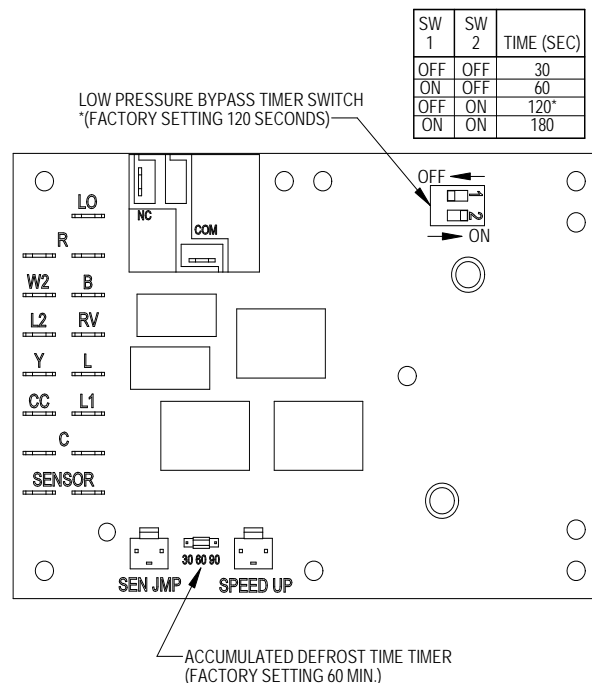 SW 1 SW 2 TIME (SEC)
OFF OFF 30
ON OFF 60
OFF ON 120*
ON ON 180
LOW PRESSURE BYPASS TIMER SWITCH
*(FACTORY SETTING 120 SECONDS)
OFF
1
2
ON
NC
COM
LO
R
W2 B
L2 RV
Y L
CC L1
C
SENSOR
30 60 90
SEN JMP SPEED UP
ACCUMULATED DEFROST TIME TIMER
(FACTORY SETTING 60 MIN.)